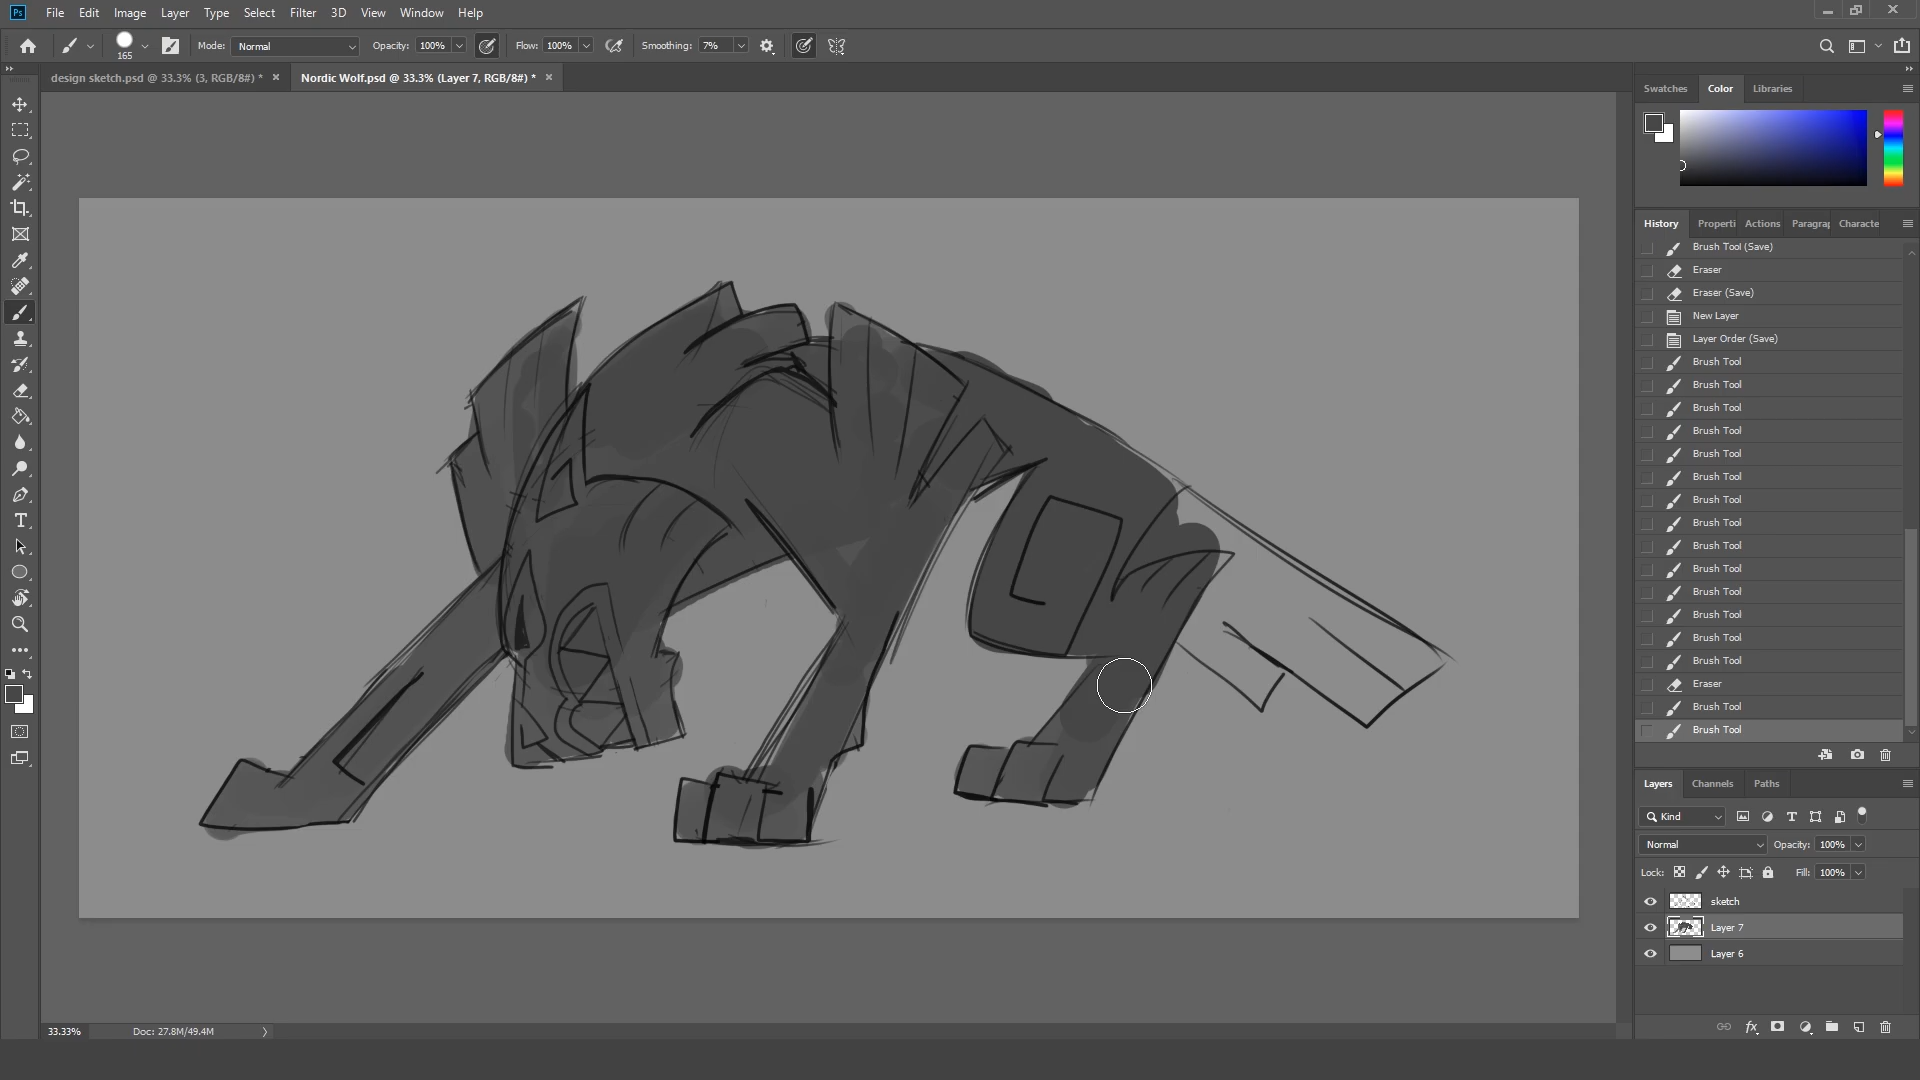 Ps File Edit Image Layer Type Select Filter 3D View Window Help
165 Mode: Normal Opacity: 100% Flow: 100% Smoothing: 7%
design sketch.psd @ 33.3% (3, RGB/8#) * × Nordic Wolf.psd @ 33.3% (Layer 7, RGB/8#) * ×
Swatches Color Libraries
History Properti Actions Paragrap Characte
Brush Tool (Save)
Eraser
Eraser (Save)
New Layer
Layer Order (Save)
Brush Tool
Brush Tool
Brush Tool
Brush Tool
Brush Tool
Brush Tool
Brush Tool
Brush Tool
Brush Tool
Brush Tool
Brush Tool
Brush Tool
Brush Tool
Brush Tool
Eraser
Brush Tool
Brush Tool
Layers Channels Paths
Kind
Normal Opacity: 100%
Lock: Fill: 100%
sketch
Layer 7
Layer 6
33.33% Doc: 27.8M/49.4M